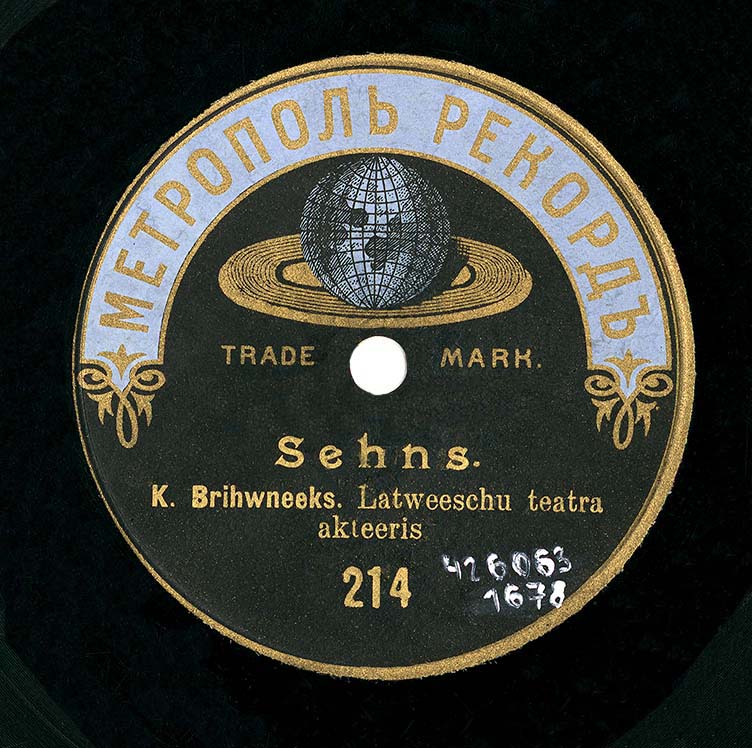 МЕТРОПОЛЬ РЕКОРДЪ
TRADE MARK.
Sehns.
K. Brihwneeks. Latweeschu teatra
akteeris
214
426063
1678